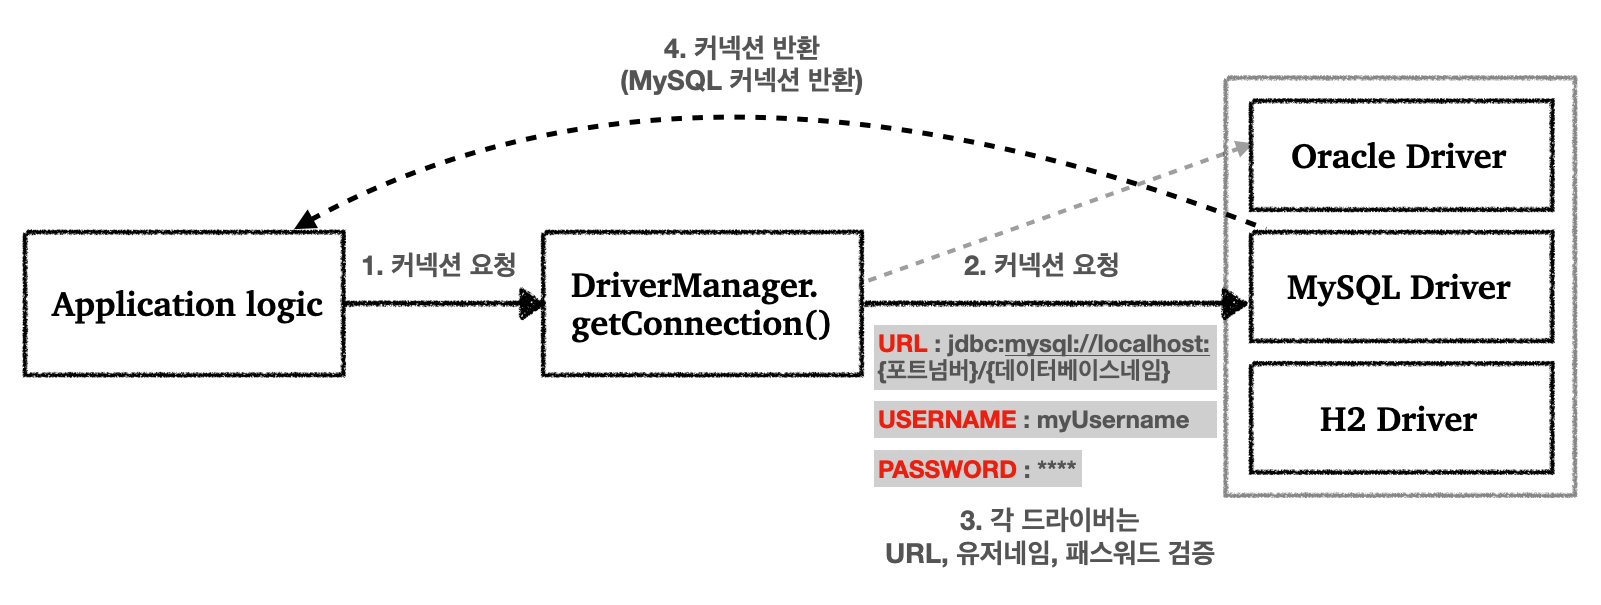 4. 커넥션 반환
(MySQL 커넥션 반환)
Application logic
1. 커넥션 요청
DriverManager.
getConnection()
2. 커넥션 요청
URL : jdbc:mysql://localhost:
{포트넘버}/{데이터베이스네임}
USERNAME : myUsername
PASSWORD : ****
3. 각 드라이버는
URL, 유저네임, 패스워드 검증
Oracle Driver
MySQL Driver
H2 Driver